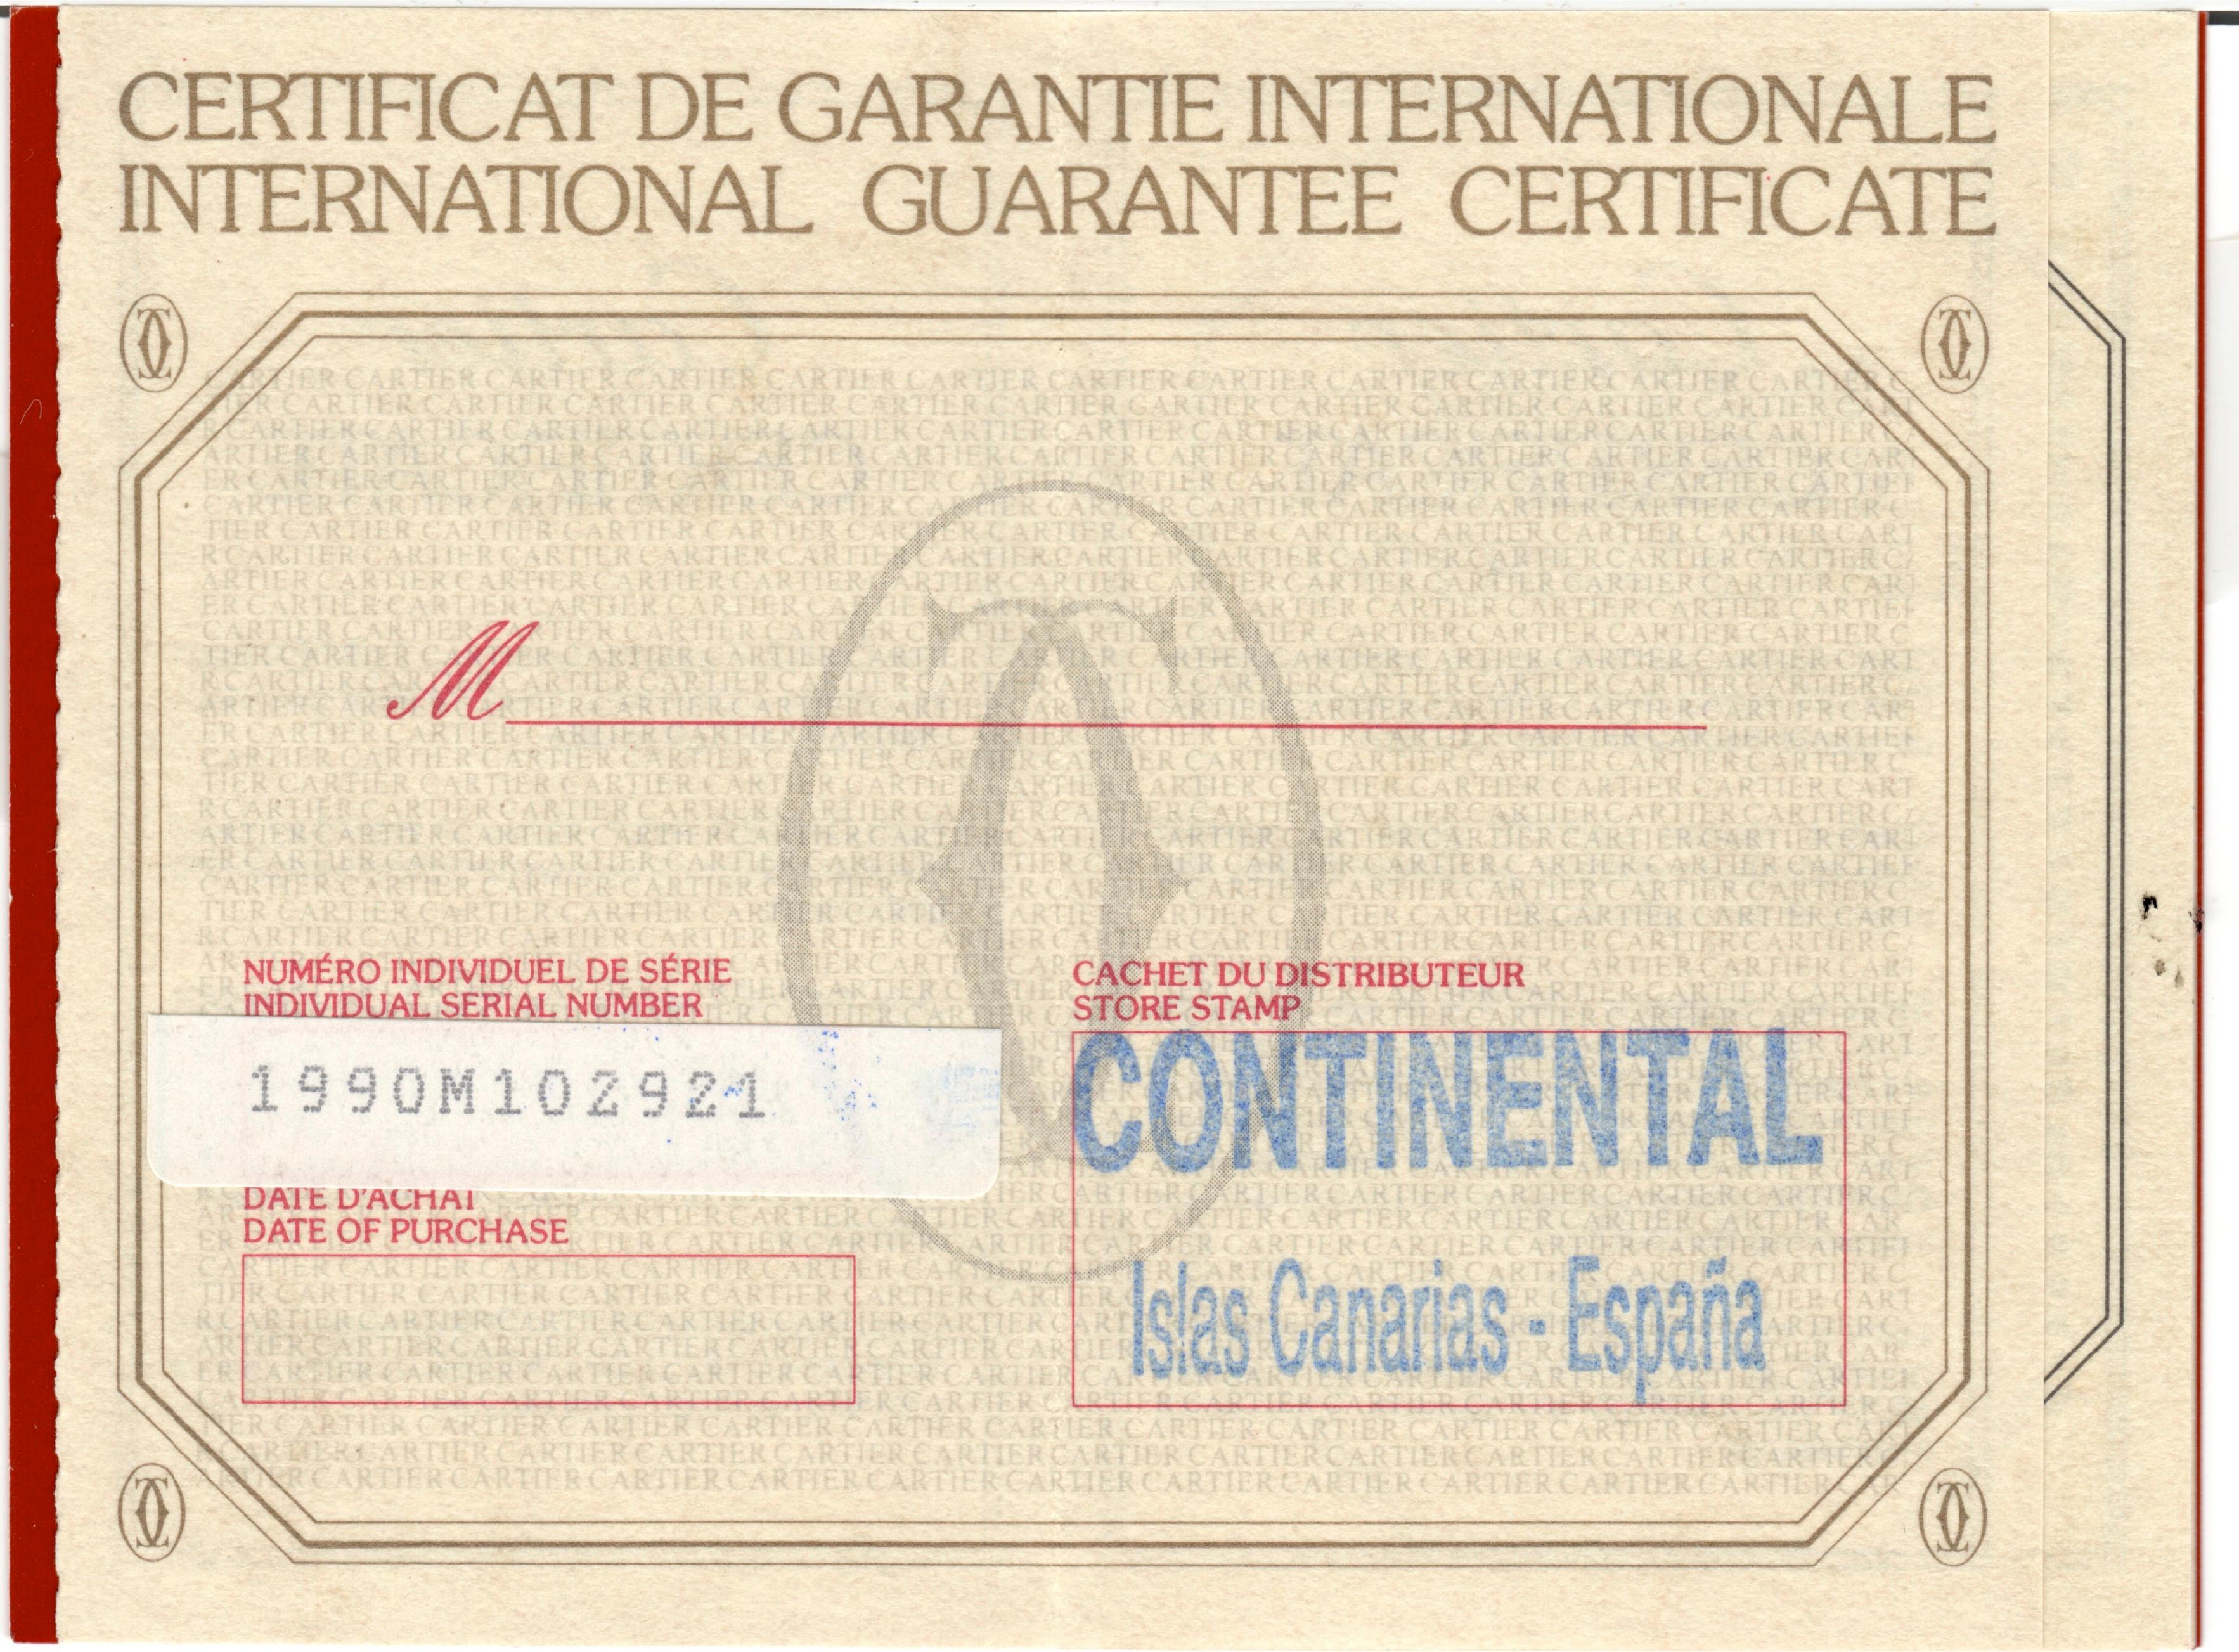 CERTIFICAT DE GARANTIE INTERNATIONALE
INTERNATIONAL GUARANTEE CERTIFICATE
M
NUMÉRO INDIVIDUEL DE SÉRIE
INDIVIDUAL SERIAL NUMBER
1990M102921
CACHET DU DISTRIBUTEUR
STORE STAMP
CONTINENTAL
Islas Canarias - España
DATE D'ACHAT
DATE OF PURCHASE